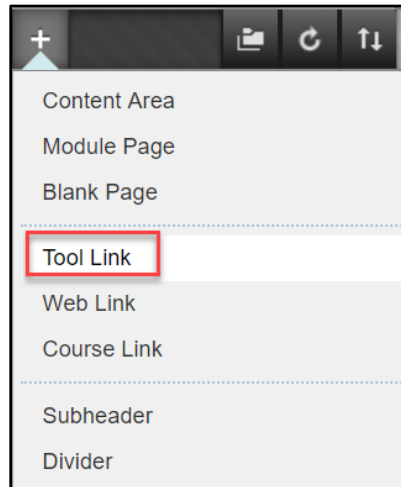 Content Area
Module Page
Blank Page
Tool Link
Web Link
Course Link
Subheader
Divider